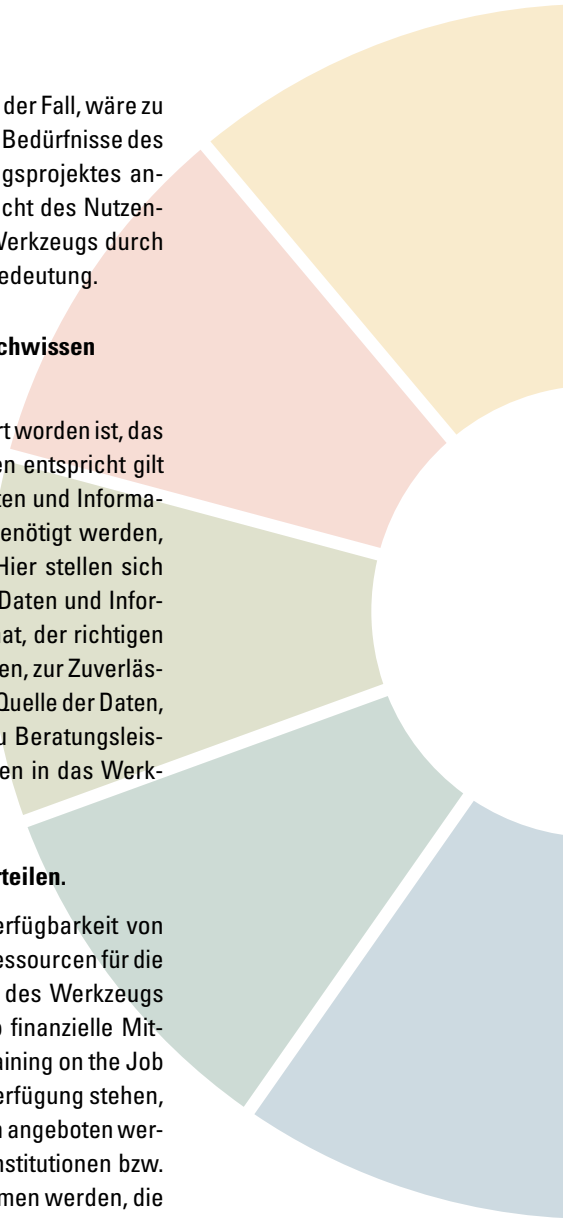 der Fall, wäre zu
Bedürfnisse des
gsprojektes an-
cht des Nutzen-
Werkzeugs durch
edeutung.
chwissen
rt worden ist, das
en entspricht gilt
ten und Informa-
enötigt werden,
Hier stellen sich
Daten und Infor-
nat, der richtigen
en, zur Zuverläs-
Quelle der Daten,
u Beratungsleis-
en in das Werk-
rteilen.
erfügbarkeit von
essourcen für die
des Werkzeugs
o finanzielle Mit-
aining on the Job
erfügung stehen,
n angeboten wer-
nstitutionen bzw.
men werden, die